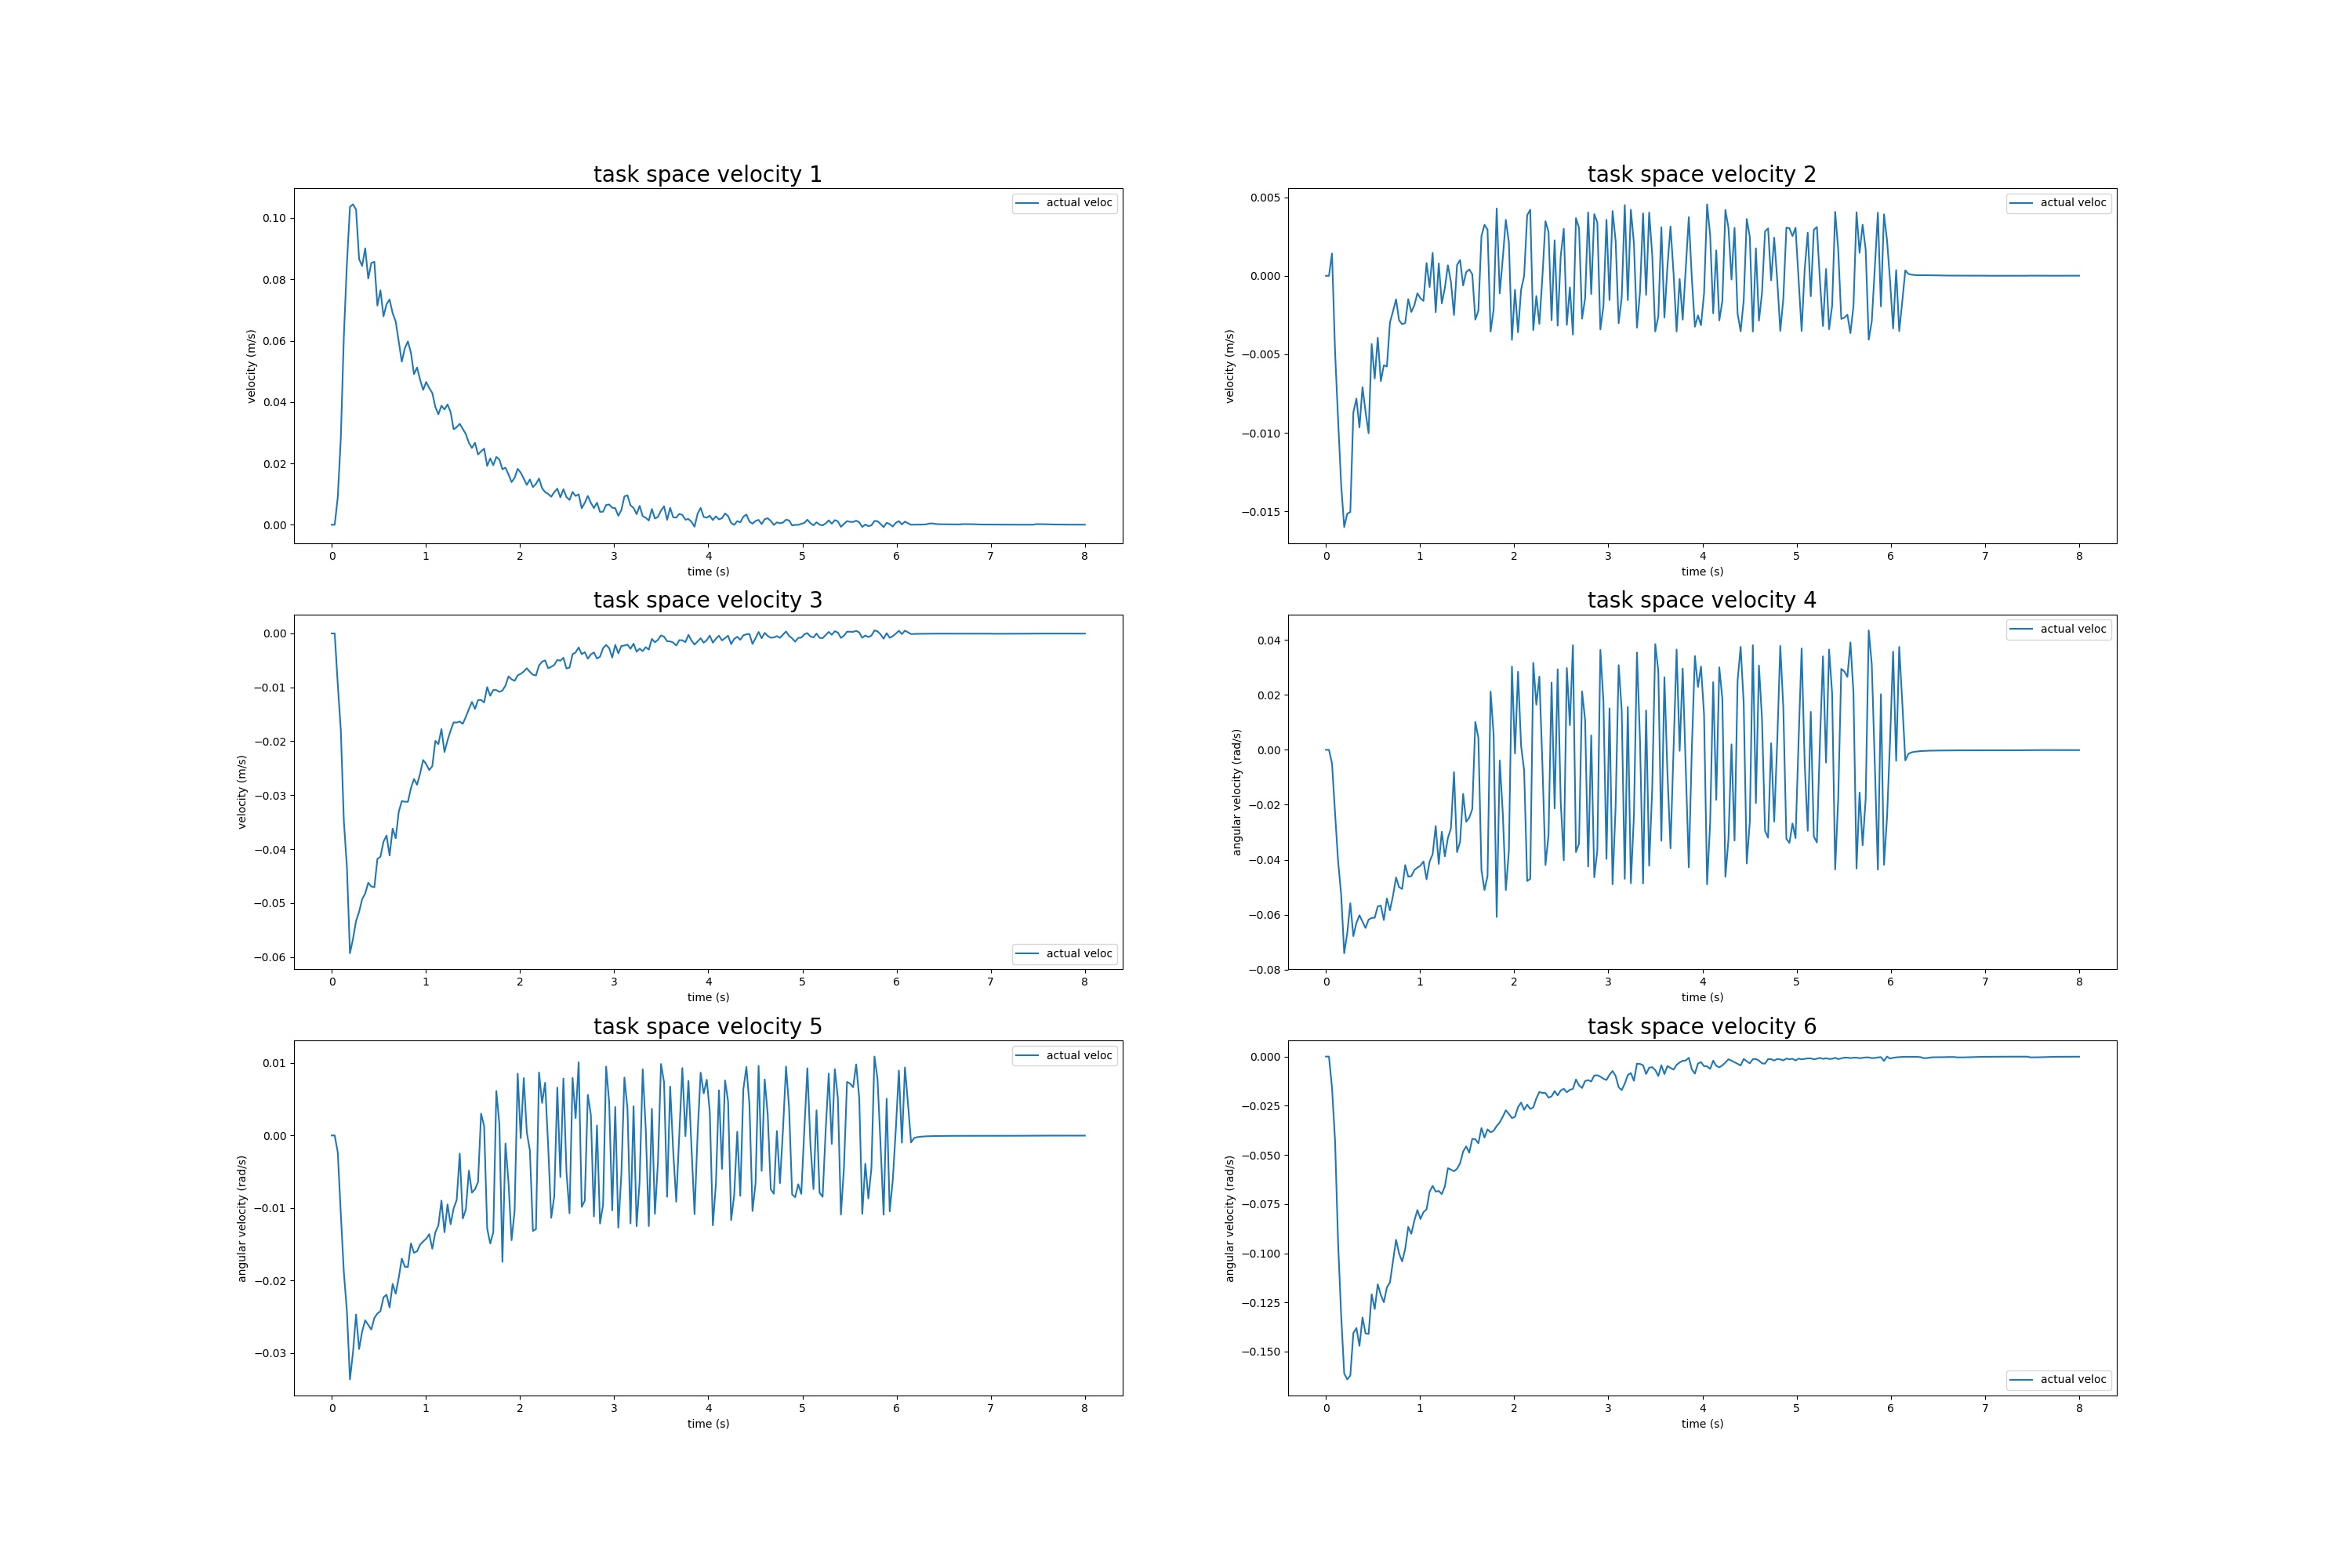 task space velocity 1
actual veloc
velocity (m/s)
0.10
0.08
0.06
0.04
0.02
0.00
0 1 2 3 4 5 6 7 8
time (s)
task space velocity 2
actual veloc
velocity (m/s)
0.005
0.000
−0.005
−0.010
−0.015
0 1 2 3 4 5 6 7 8
time (s)
task space velocity 3
actual veloc
velocity (m/s)
0.00
−0.01
−0.02
−0.03
−0.04
−0.05
−0.06
0 1 2 3 4 5 6 7 8
time (s)
task space velocity 4
actual veloc
angular velocity (rad/s)
0.04
0.02
0.00
−0.02
−0.04
−0.06
−0.08
0 1 2 3 4 5 6 7 8
time (s)
task space velocity 5
actual veloc
angular velocity (rad/s)
0.01
0.00
−0.01
−0.02
−0.03
0 1 2 3 4 5 6 7 8
time (s)
task space velocity 6
actual veloc
angular velocity (rad/s)
0.000
−0.025
−0.050
−0.075
−0.100
−0.125
−0.150
0 1 2 3 4 5 6 7 8
time (s)